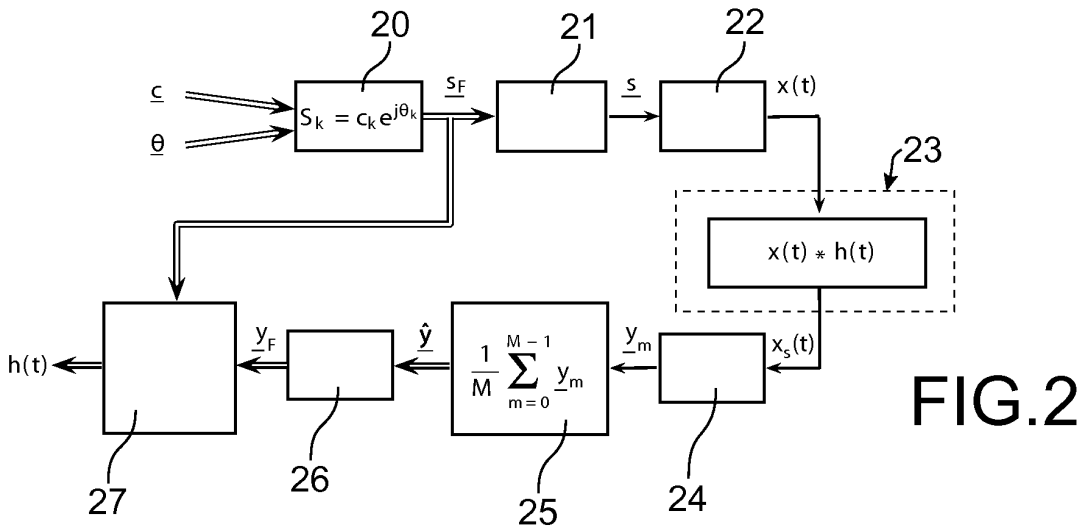 20
21
22
c
θ
S_k = c_k e^{jθ_k}
s_F
s
x(t)
23
x(t) * h(t)
h(t)
y_F
ŷ
1/M ∑_{m = 0}^{M – 1} y_m
y_m
x_s(t)
FIG.2
27
26
25
24